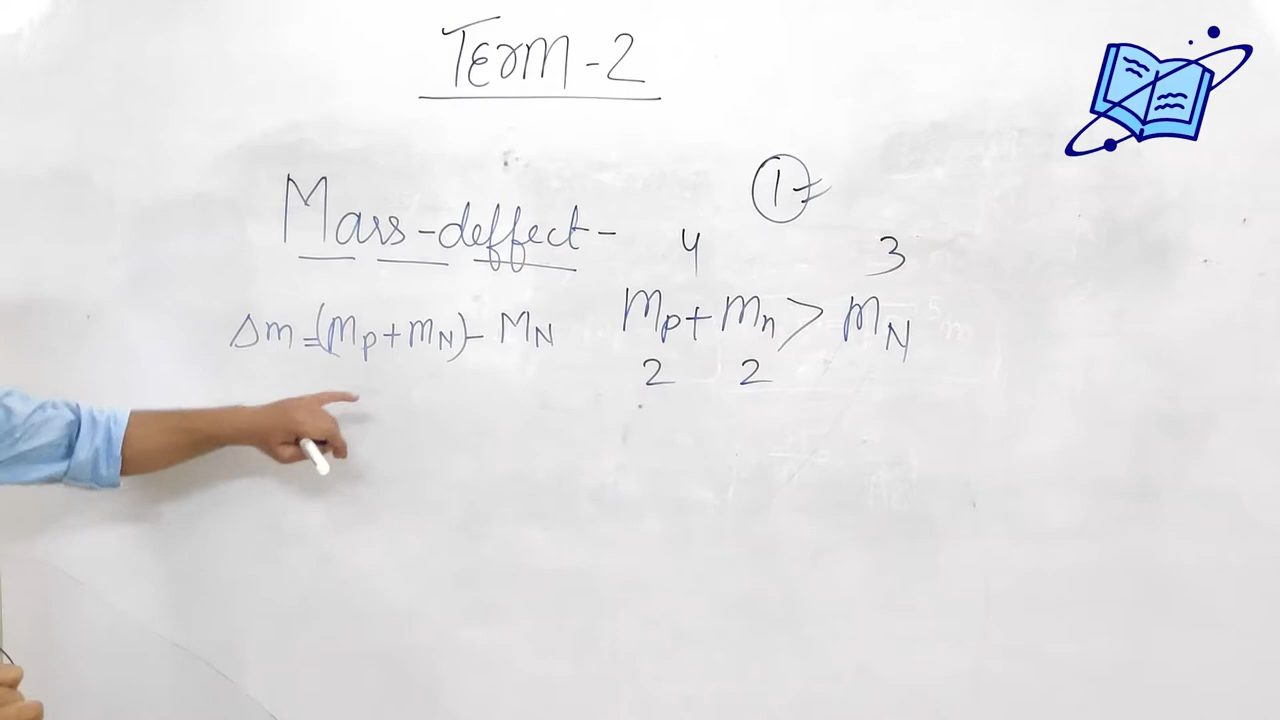 Term-2
Mass-deffect-
1
4
3
Δm=(mp+mN)-MN
mp+mn>mN
2
2